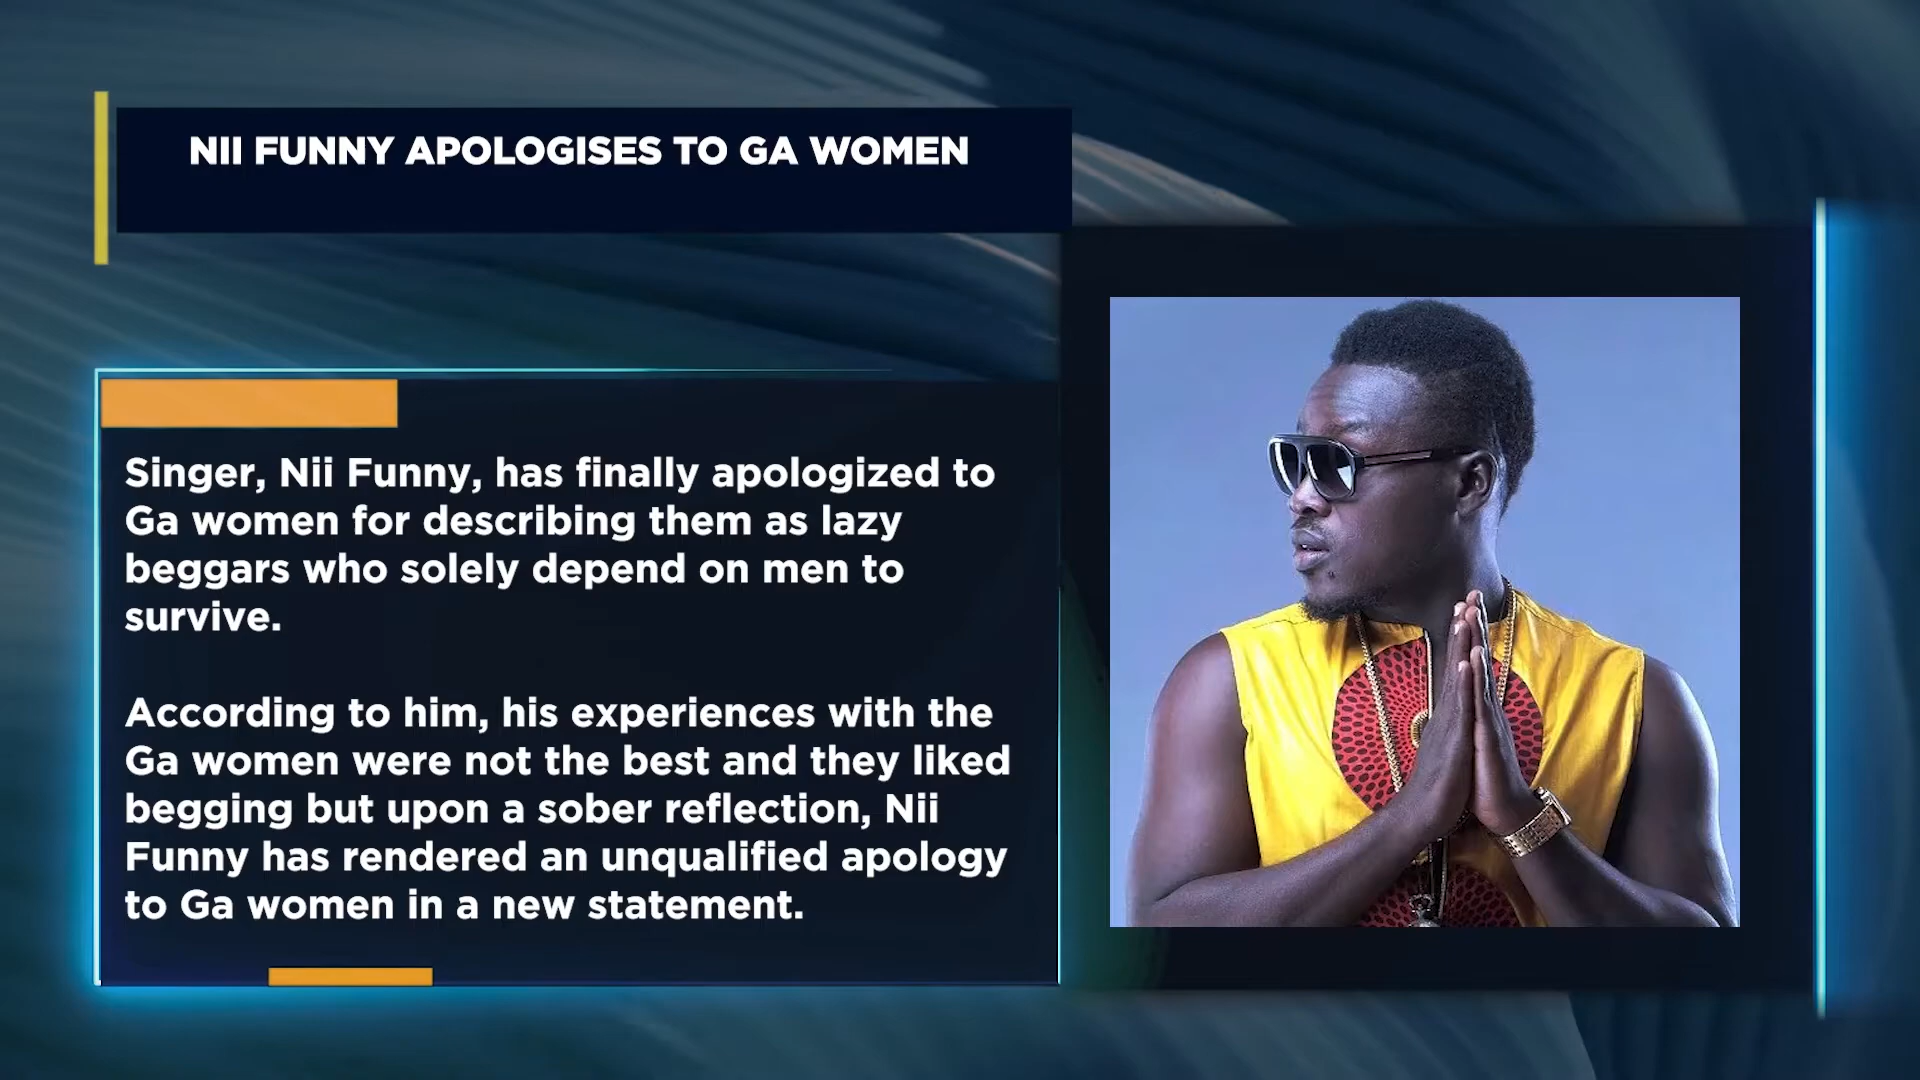 NII FUNNY APOLOGISES TO GA WOMEN
Singer, Nii Funny, has finally apologized to
Ga women for describing them as lazy
beggars who solely depend on men to
survive.
According to him, his experiences with the
Ga women were not the best and they liked
begging but upon a sober reflection, Nii
Funny has rendered an unqualified apology
to Ga women in a new statement.